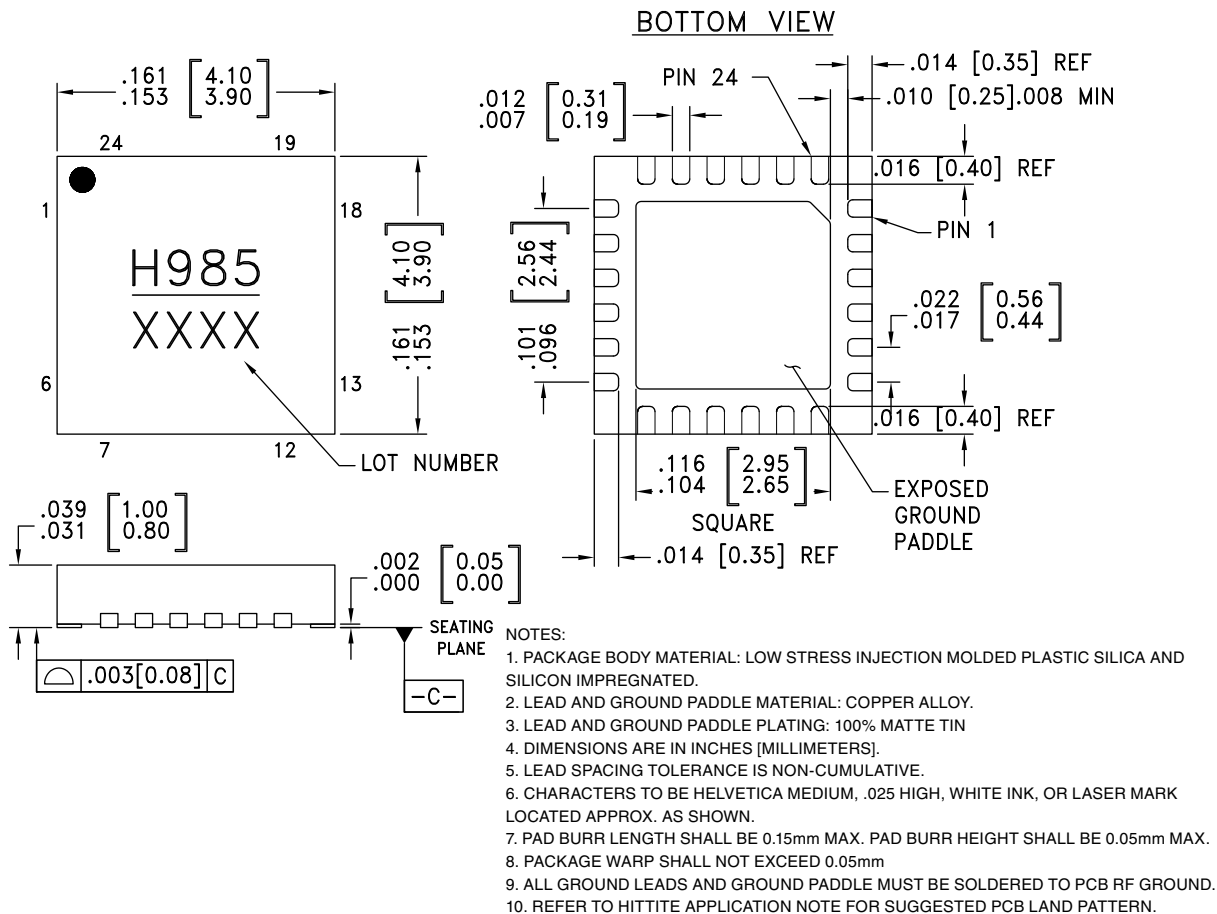 BOTTOM VIEW
.161 [4.10]
.153 [3.90]
24
19
1
18
H985
XXXX
6
13
7
12
LOT NUMBER
[4.10]
[3.90]
.161
.153
PIN 24
.014 [0.35] REF
.010 [0.25].008 MIN
.012 [0.31]
.007 [0.19]
.016 [0.40] REF
PIN 1
[2.56]
[2.44]
.101
.096
.022 [0.56]
.017 [0.44]
.016 [0.40] REF
.116 [2.95]
.104 [2.65]
SQUARE
EXPOSED
GROUND
PADDLE
.014 [0.35] REF
.039 [1.00]
.031 [0.80]
.002 [0.05]
.000 [0.00]
SEATING
PLANE
.003[0.08] C
-C-
NOTES:
1. PACKAGE BODY MATERIAL: LOW STRESS INJECTION MOLDED PLASTIC SILICA AND
SILICON IMPREGNATED.
2. LEAD AND GROUND PADDLE MATERIAL: COPPER ALLOY.
3. LEAD AND GROUND PADDLE PLATING: 100% MATTE TIN
4. DIMENSIONS ARE IN INCHES [MILLIMETERS].
5. LEAD SPACING TOLERANCE IS NON-CUMULATIVE.
6. CHARACTERS TO BE HELVETICA MEDIUM, .025 HIGH, WHITE INK, OR LASER MARK
LOCATED APPROX. AS SHOWN.
7. PAD BURR LENGTH SHALL BE 0.15mm MAX. PAD BURR HEIGHT SHALL BE 0.05mm MAX.
8. PACKAGE WARP SHALL NOT EXCEED 0.05mm
9. ALL GROUND LEADS AND GROUND PADDLE MUST BE SOLDERED TO PCB RF GROUND.
10. REFER TO HITTITE APPLICATION NOTE FOR SUGGESTED PCB LAND PATTERN.